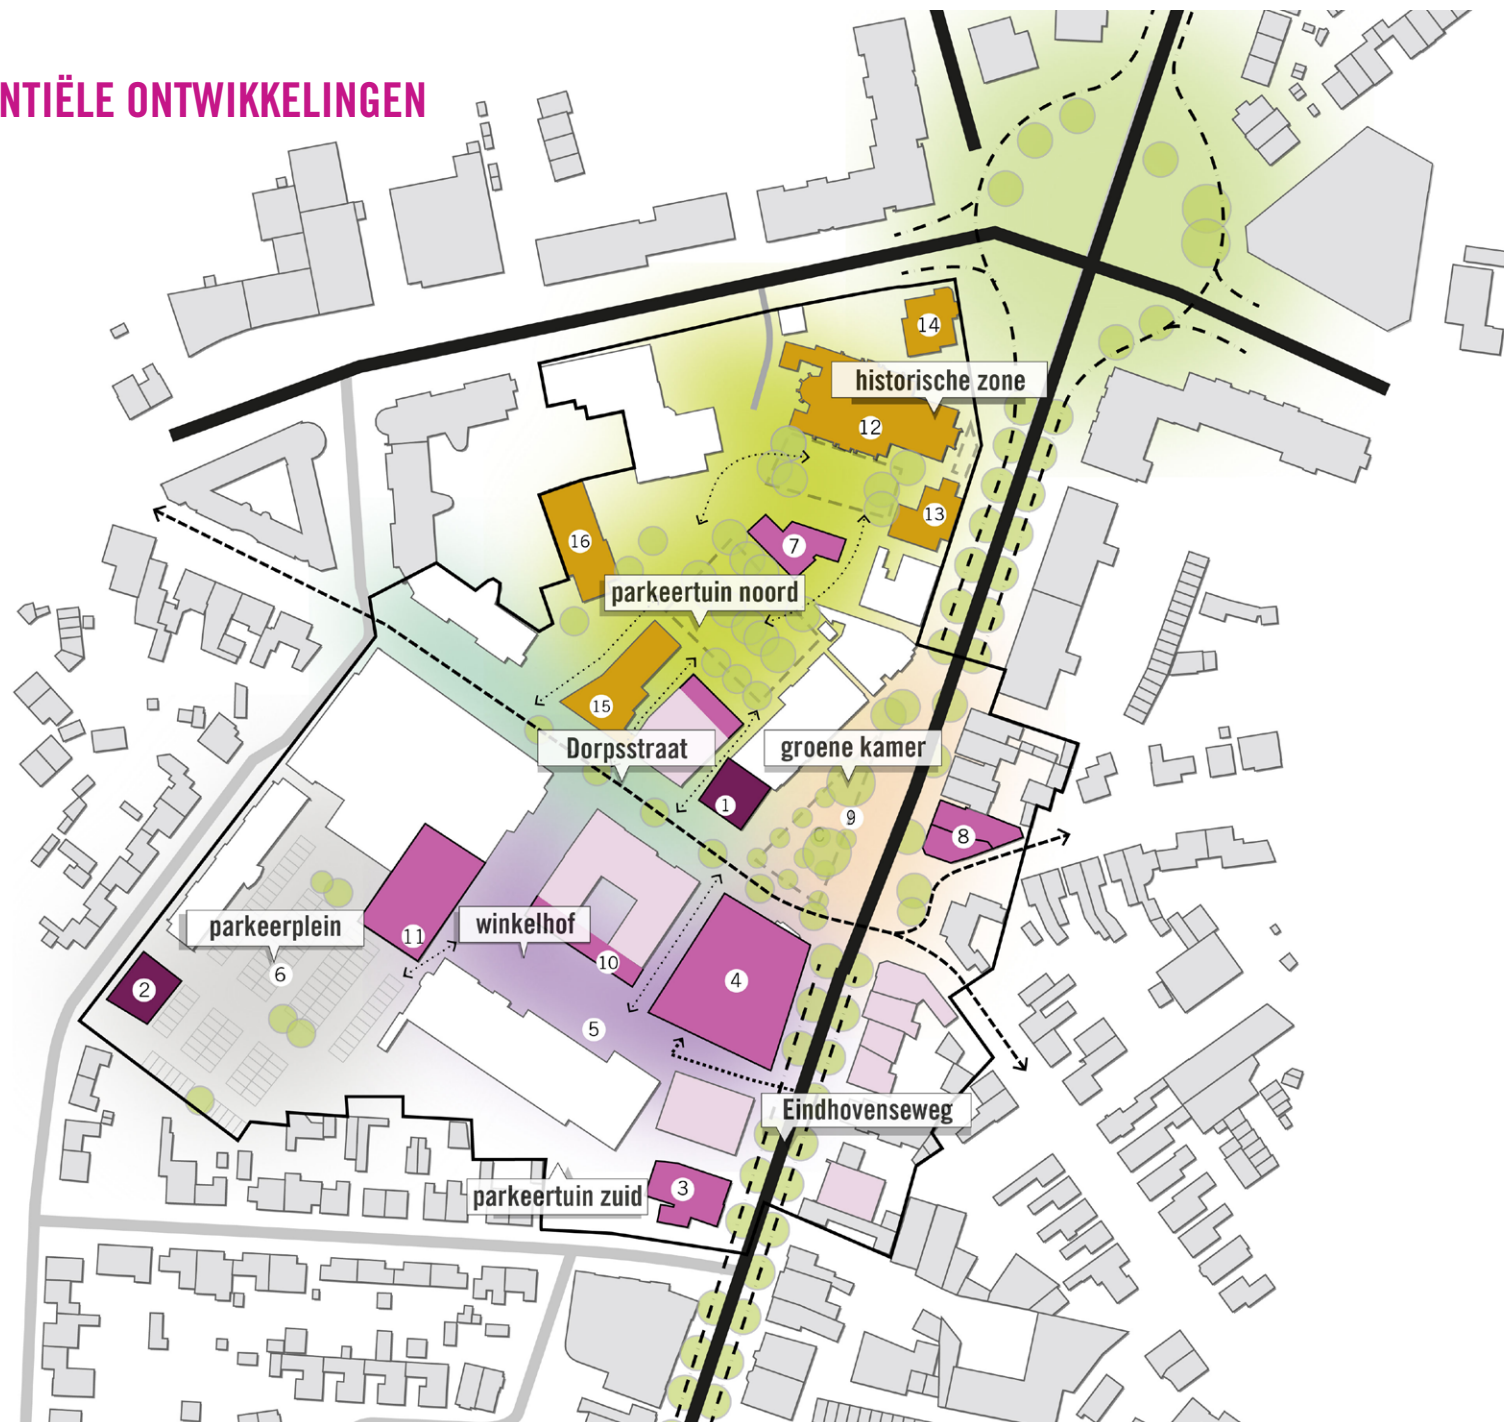 NTIËLE ONTWIKKELINGEN
14
historische zone
12
13
16
7
parkeertuin noord
15
Dorpsstraat
groene kamer
1
9
8
parkeerplein
winkelhof
11
10
6
2
4
5
Eindhovenseweg
parkeertuin zuid
3